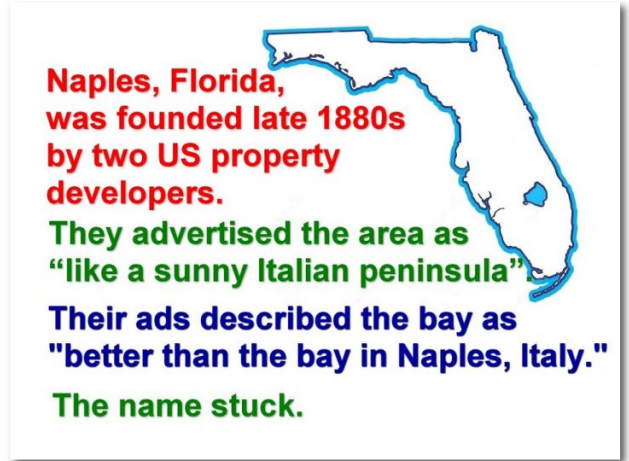 Naples, Florida,
was founded late 1880s
by two US property
developers.
They advertised the area as
“like a sunny Italian peninsula”.
Their ads described the bay as
"better than the bay in Naples, Italy."
The name stuck.